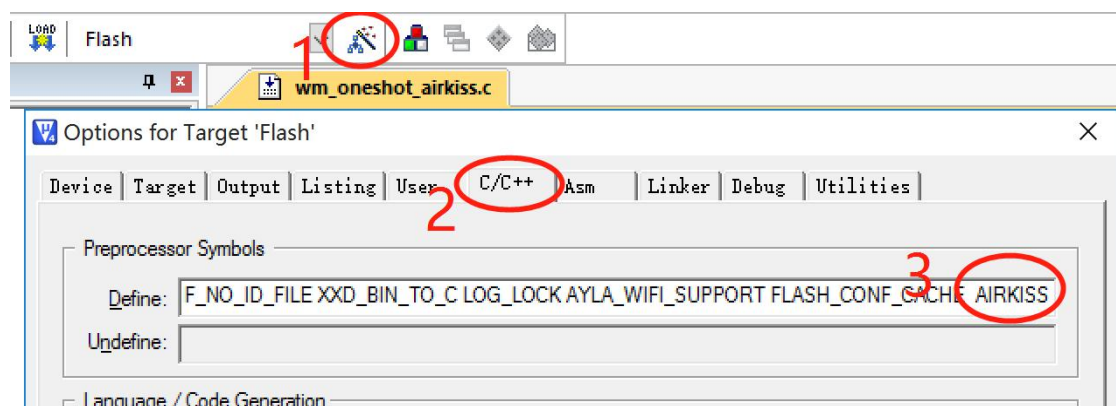 LOAD
Flash
1
wm_oneshot_airkiss.c
Options for Target 'Flash'
Device Target Output Listing User C/C++ Asm Linker Debug Utilities
2
Preprocessor Symbols
3
Define: F_NO_ID_FILE XXD_BIN_TO_C LOG_LOCK AYLA_WIFI_SUPPORT FLASH_CONF_CACHE AIRKISS
Undefine:
Language / Code Generation